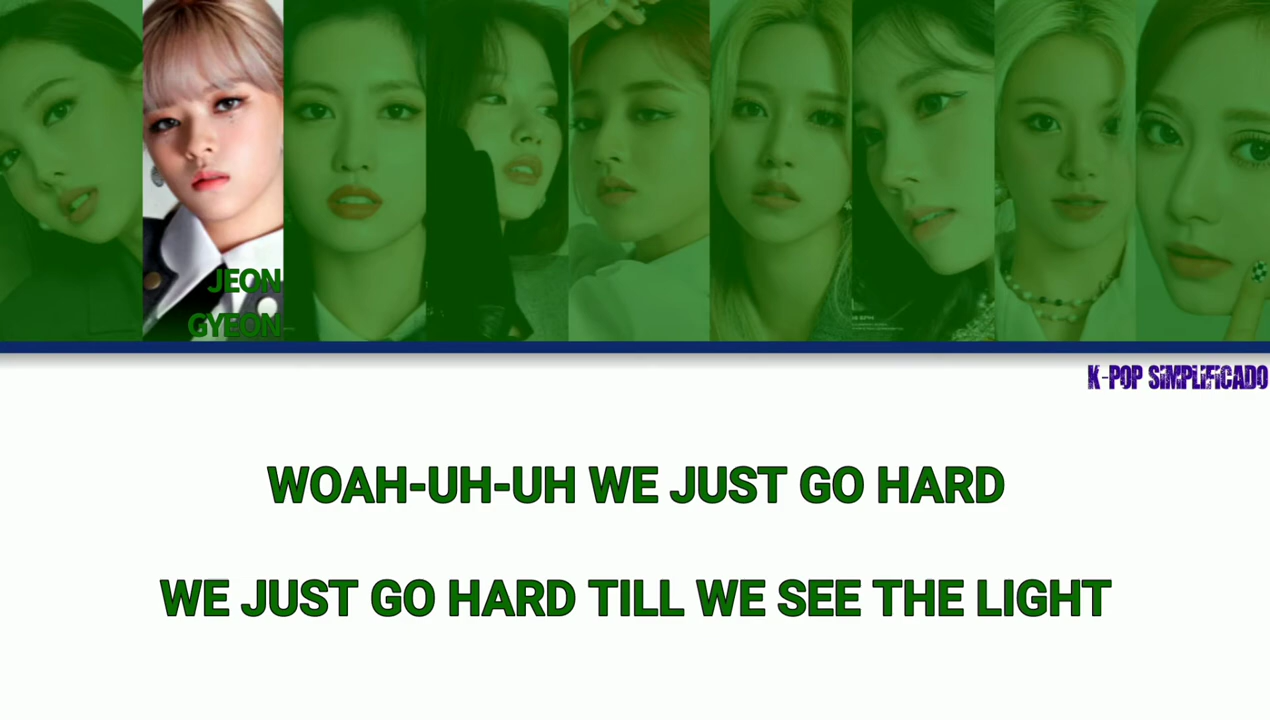 JEON
GYEON
K-POP SIMPLIFICADO
WOAH-UH-UH WE JUST GO HARD
WE JUST GO HARD TILL WE SEE THE LIGHT